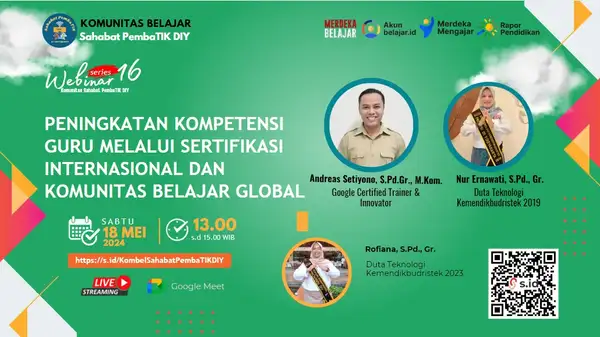 KOMUNITAS BELAJAR
Sahabat PembaTIK DIY
MERDEKA
BELAJAR
Akun
belajar.id
Merdeka
Mengajar
Rapor
Pendidikan
Webinar series 16
Komunitas Sahabat PembaTIK DIY
PENINGKATAN KOMPETENSI
GURU MELALUI SERTIFIKASI
INTERNASIONAL DAN
KOMUNITAS BELAJAR GLOBAL
Andreas Setiyono, S.Pd.Gr., M.Kom.
Google Certified Trainer &
Innovator
Nur Ernawati, S.Pd., Gr.
Duta Teknologi
Kemendikbudristek 2019
SABTU
18 MEI
2024
13.00
s.d 15.00 WIB
https://s.id/KombelSahabatPembaTIKDIY
LIVE
STREAMING
Google Meet
Rofiana, S.Pd., Gr.
Duta Teknologi
Kemendikbudristek 2023
s.id